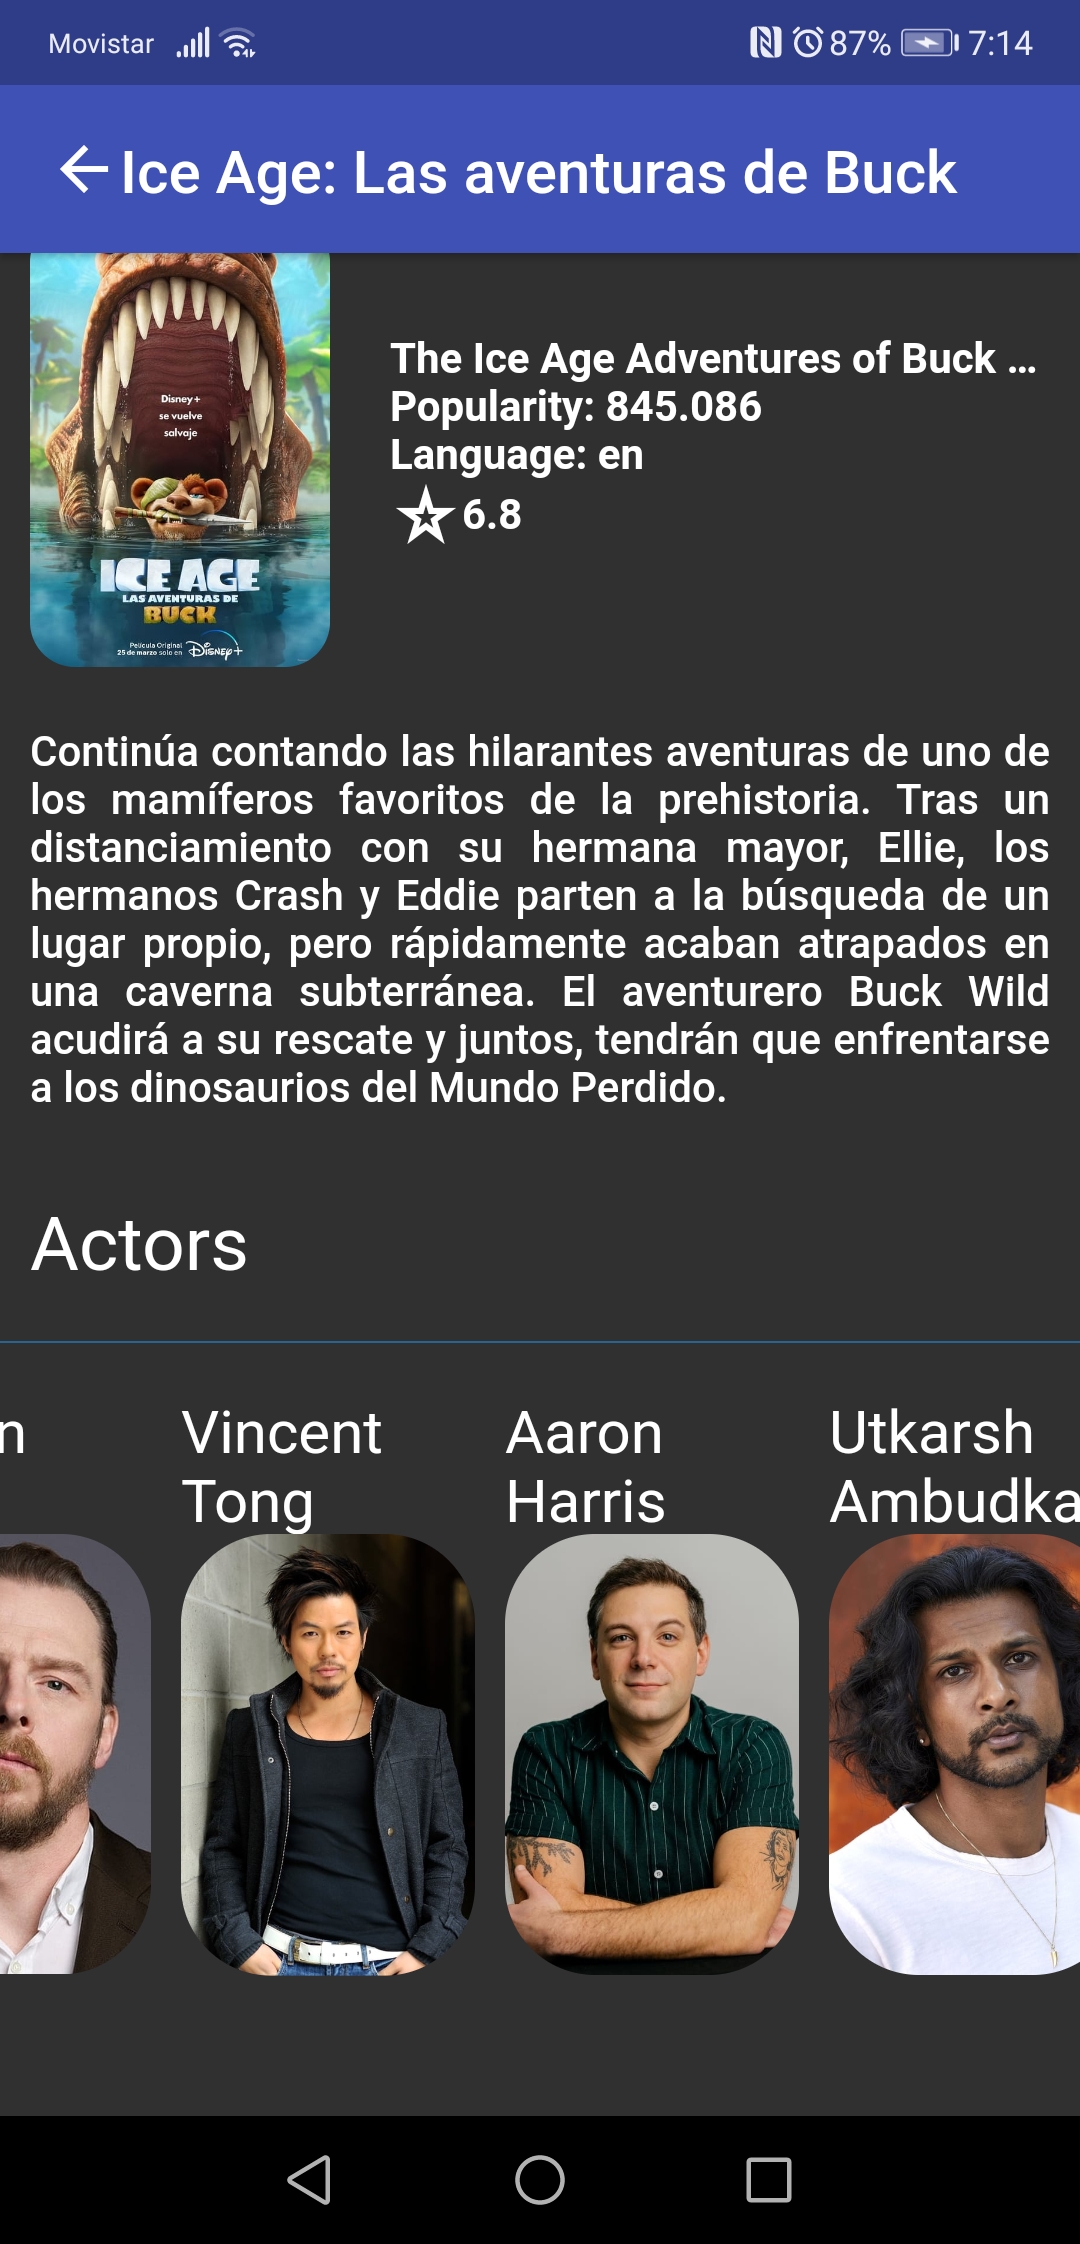 Movistar 87% 7:14
Ice Age: Las aventuras de Buck
Disney+
se vuelve
salvaje
ICE AGE
LAS AVENTURAS DE
BUCK
Película Original
25 de marzo solo en Disney+
The Ice Age Adventures of Buck ...
Popularity: 845.086
Language: en
6.8
Continúa contando las hilarantes aventuras de uno de
los mamíferos favoritos de la prehistoria. Tras un
distanciamiento con su hermana mayor, Ellie, los
hermanos Crash y Eddie parten a la búsqueda de un
lugar propio, pero rápidamente acaban atrapados en
una caverna subterránea. El aventurero Buck Wild
acudirá a su rescate y juntos, tendrán que enfrentarse
a los dinosaurios del Mundo Perdido.
Actors
n
Vincent
Tong
Aaron
Harris
Utkarsh
Ambudka